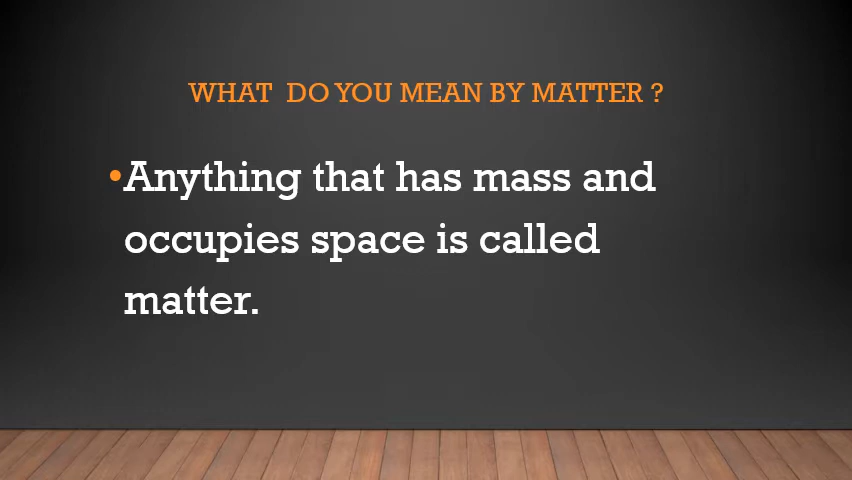 WHAT  DO YOU MEAN BY MATTER ?
•Anything that has mass and
occupies space is called
matter.